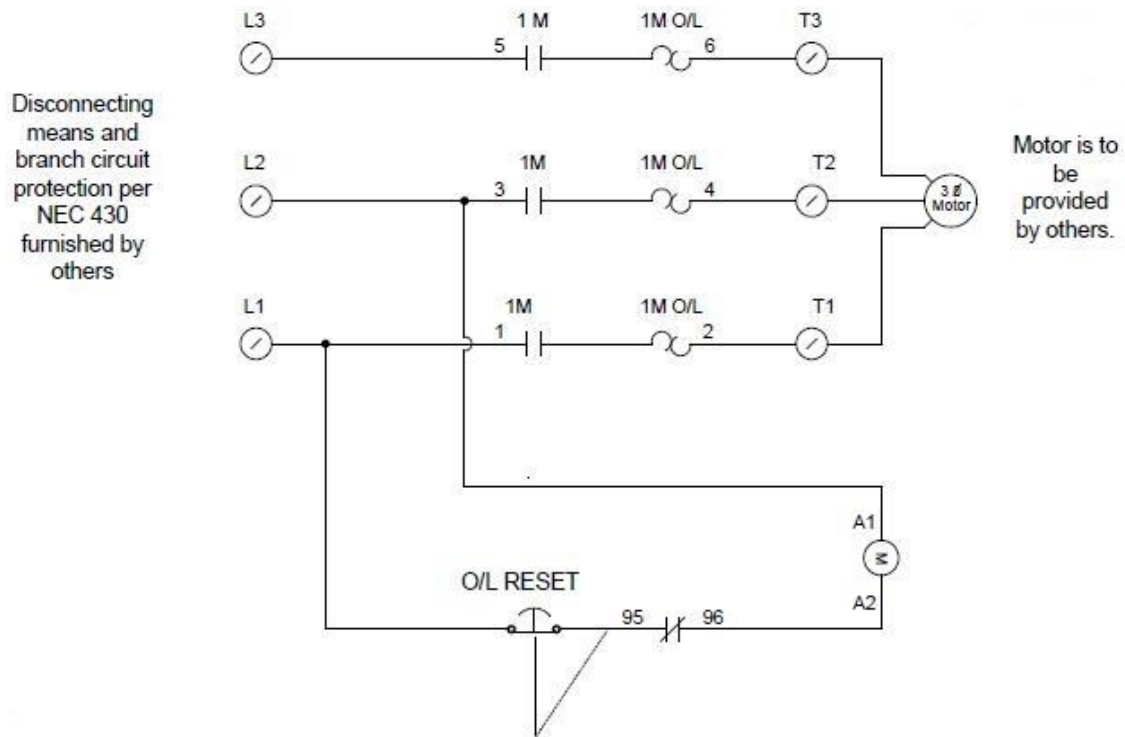 L3
1 M
1M O/L
T3
5
6
Disconnecting
means and
branch circuit
protection per
NEC 430
furnished by
others
L2
1M
1M O/L
T2
3
4
3 Ø
Motor
Motor is to
be
provided
by others.
L1
1M
1M O/L
T1
1
2
A1
M
A2
O/L RESET
95
96